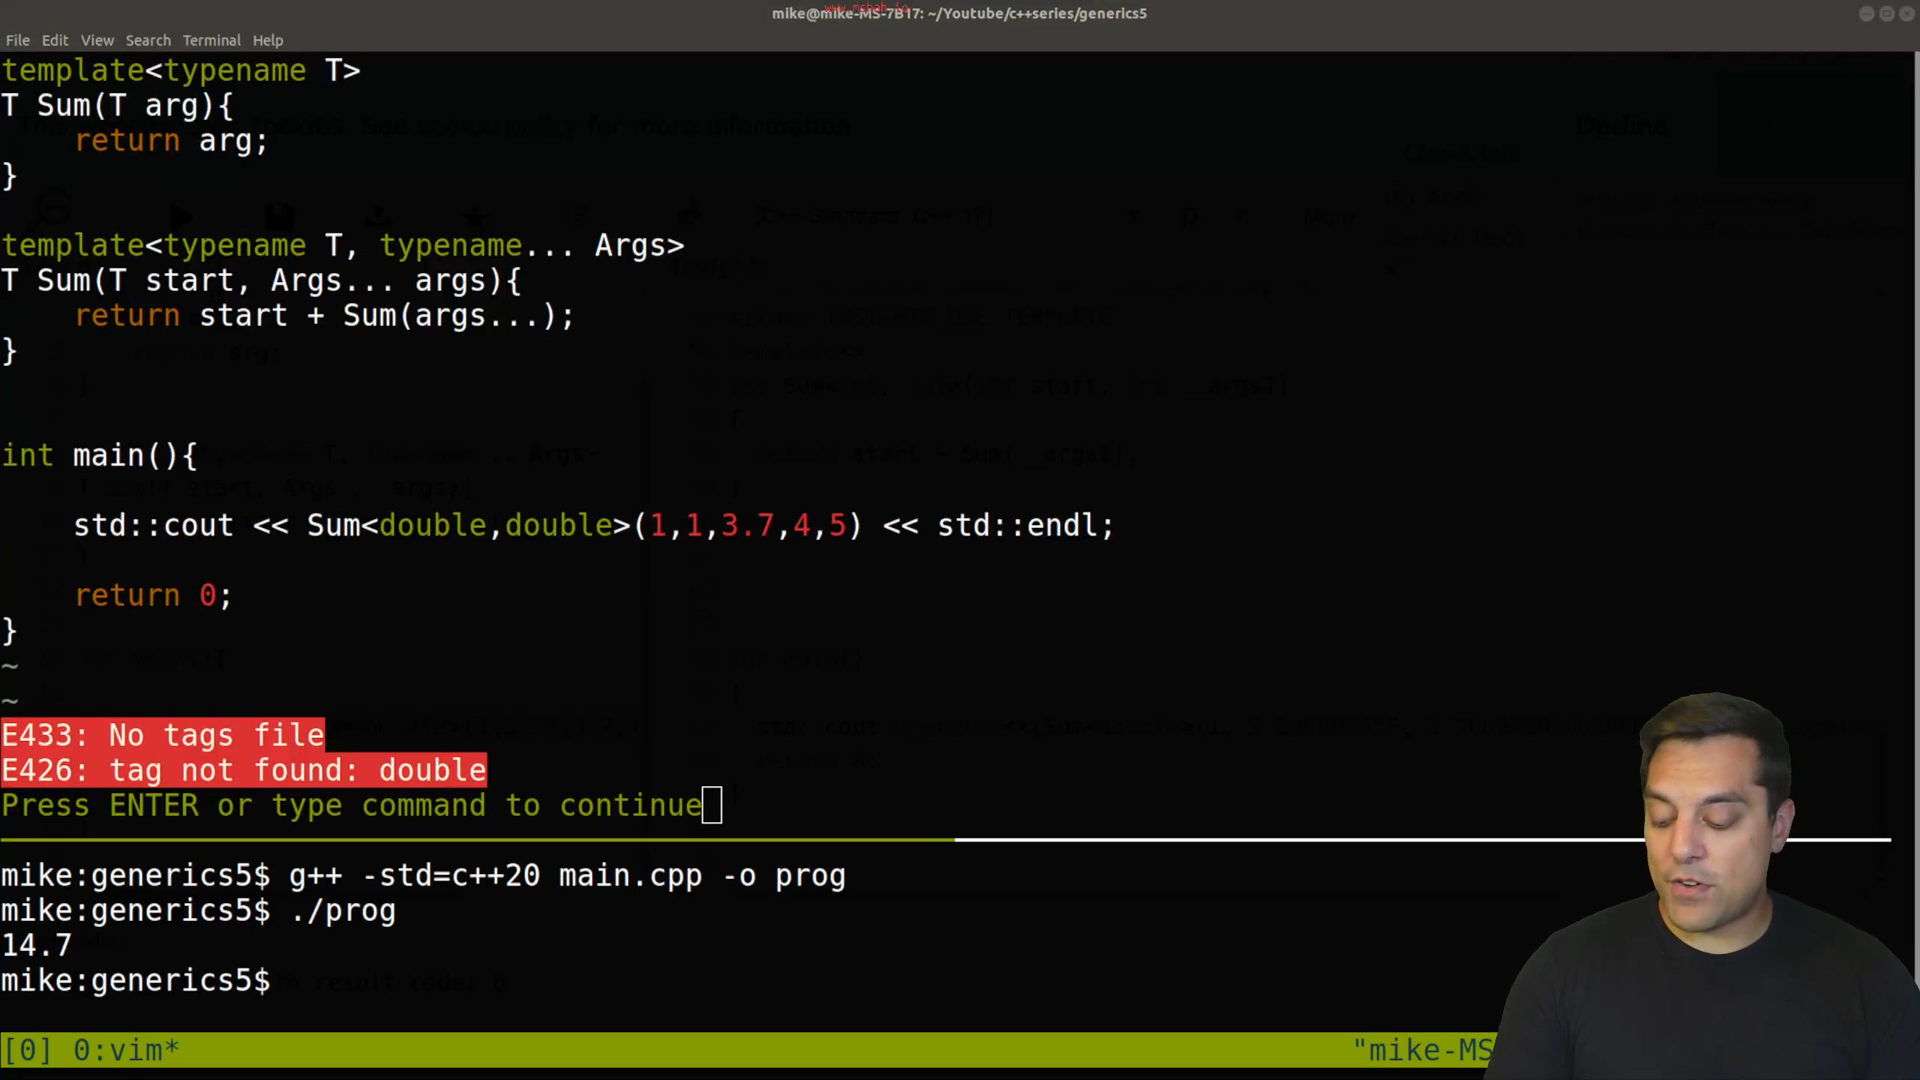 www.msbah.io
mike@mike-MS-7B17: ~/Youtube/c++series/generics5
File Edit View Search Terminal Help
template<typename T>
T Sum(T arg){
    return arg;
}
template<typename T, typename... Args>
T Sum(T start, Args... args){
    return start + Sum(args...);
}
int main(){
    std::cout << Sum<double,double>(1,1,3.7,4,5) << std::endl;
    return 0;
}
~
~
E433: No tags file
E426: tag not found: double
Press ENTER or type command to continue
mike:generics5$ g++ -std=c++20 main.cpp -o prog
mike:generics5$ ./prog
14.7
mike:generics5$
[0] 0:vim*
"mike-MS